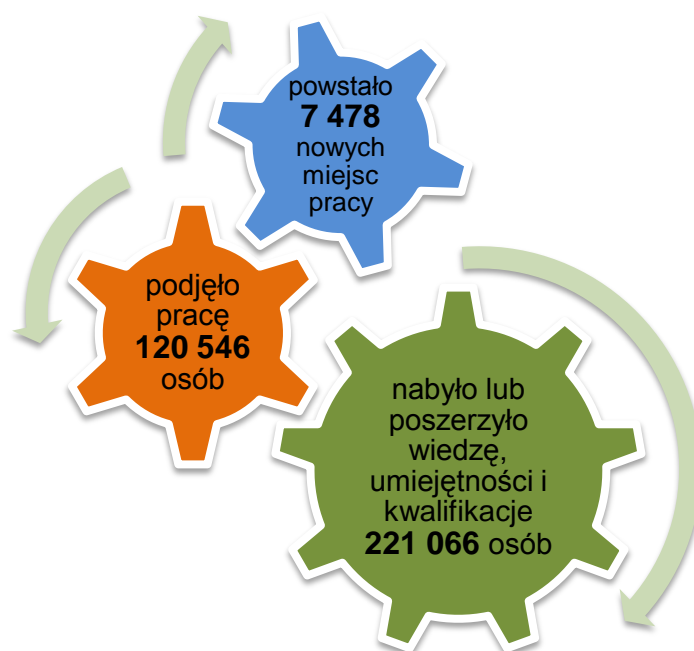 powstało
7 478
nowych
miejsc
pracy
podjęło
pracę
120 546
osób
nabyło lub
poszerzyło
wiedzę,
umiejętności i
kwalifikacje
221 066 osób